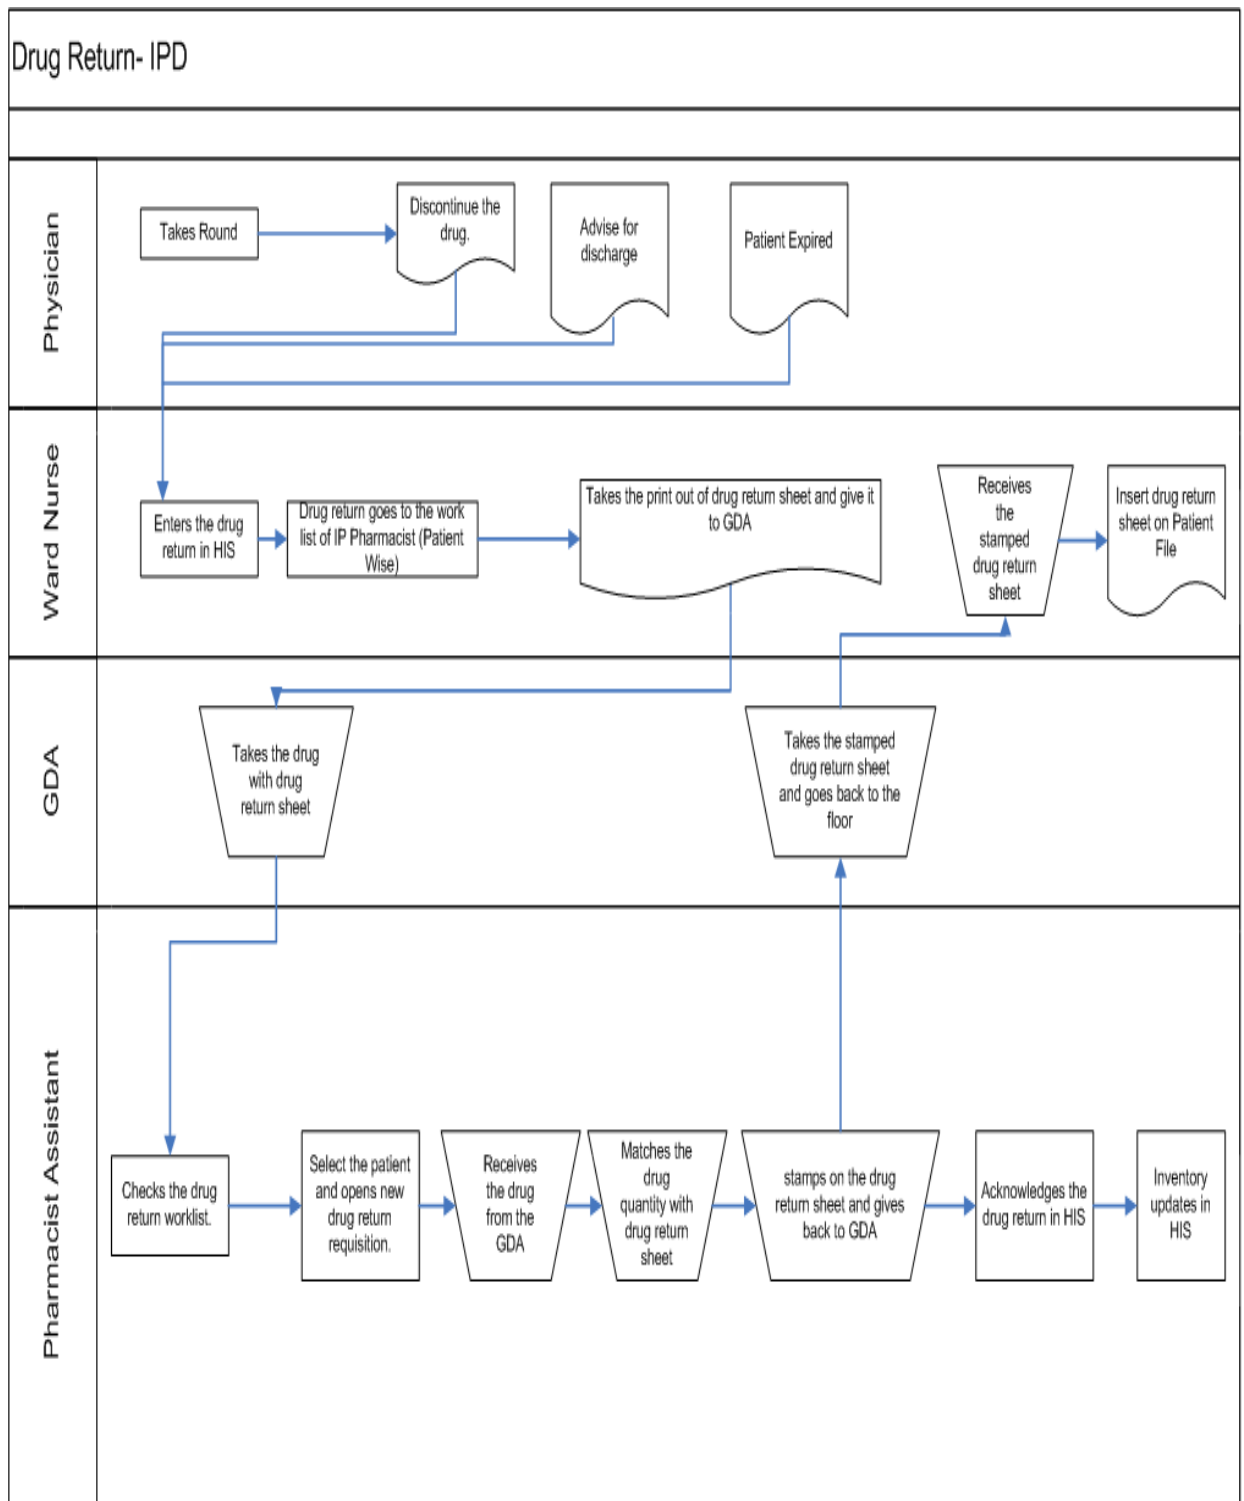 Drug Return- IPD
Physician
Takes Round
Discontinue the
drug.
Advise for
discharge
Patient Expired
Ward Nurse
Enters the drug
return in HIS
Drug return goes to the work
list of IP Pharmacist (Patient
Wise)
Takes the print out of drug return sheet and give it
to GDA
Receives
the
stamped
drug return
sheet
Insert drug return
sheet on Patient
File
GDA
Takes the drug
with drug
return sheet
Takes the stamped
drug return sheet
and goes back to the
floor
Pharmacist Assistant
Checks the drug
return worklist.
Select the patient
and opens new
drug return
requisition.
Receives
the drug
from the
GDA
Matches the
drug
quantity with
drug return
sheet
stamps on the drug
return sheet and gives
back to GDA
Acknowledges the
drug return in HIS
Inventory
updates in
HIS